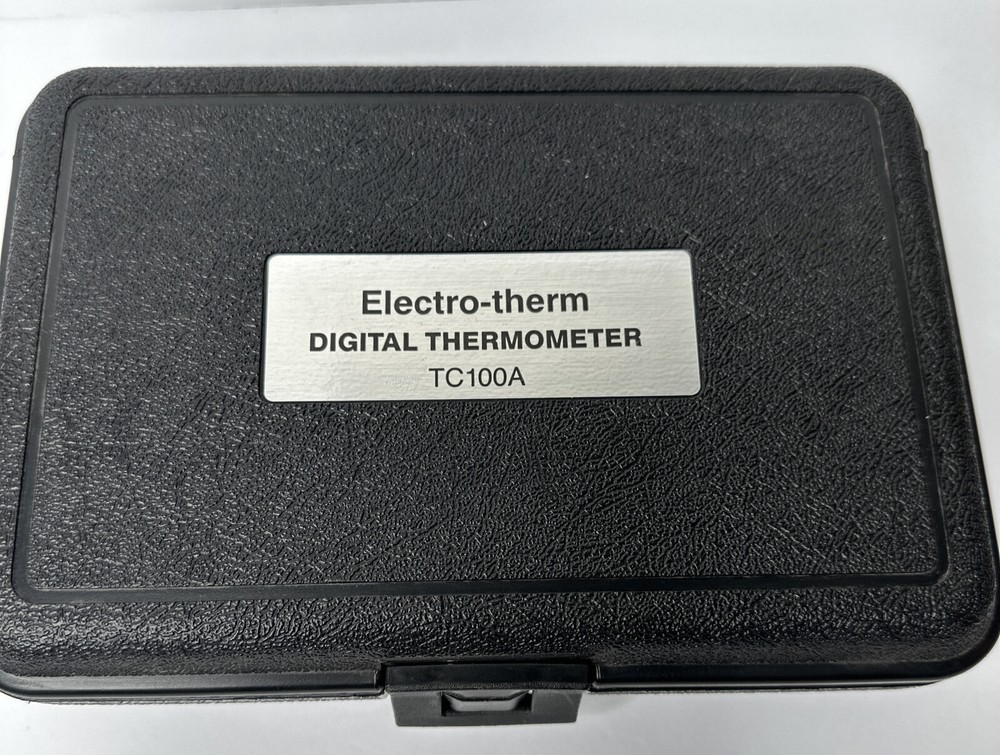 Electro-therm
DIGITAL THERMOMETER
TC100A